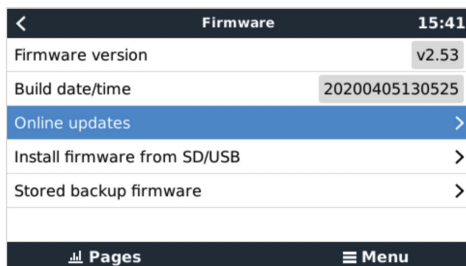 Firmware 15:41
Firmware version v2.53
Build date/time 20200405130525
Online updates
Install firmware from SD/USB
Stored backup firmware
Pages Menu